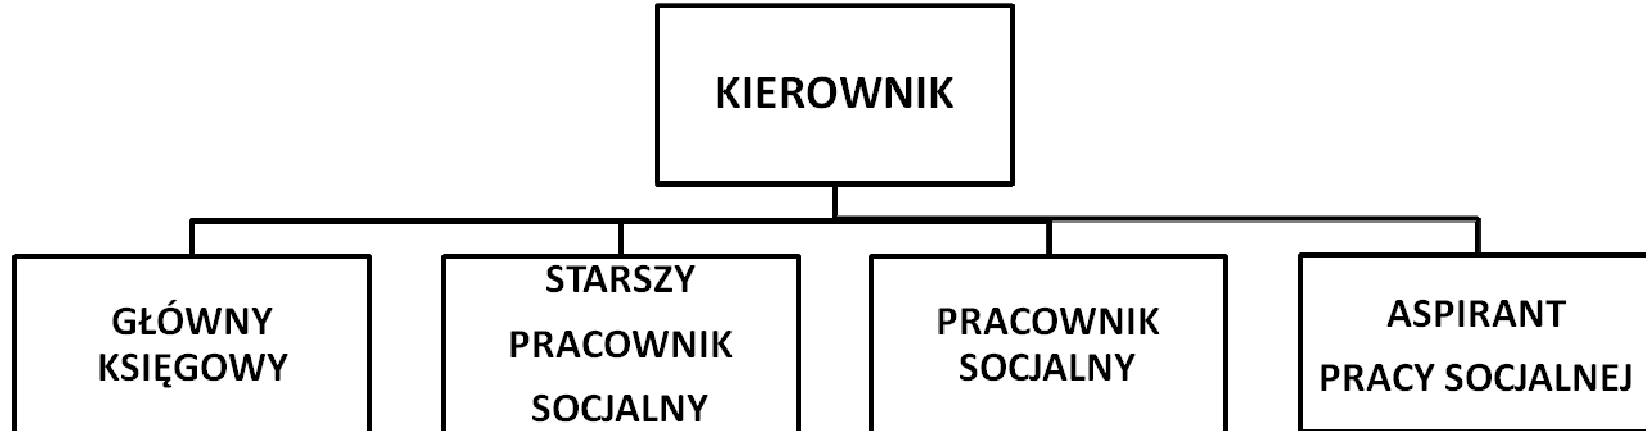 KIEROWNIK
GŁÓWNY
KSIĘGOWY
STARSZY
PRACOWNIK
SOCJALNY
PRACOWNIK
SOCJALNY
ASPIRANT
PRACY SOCJALNEJ